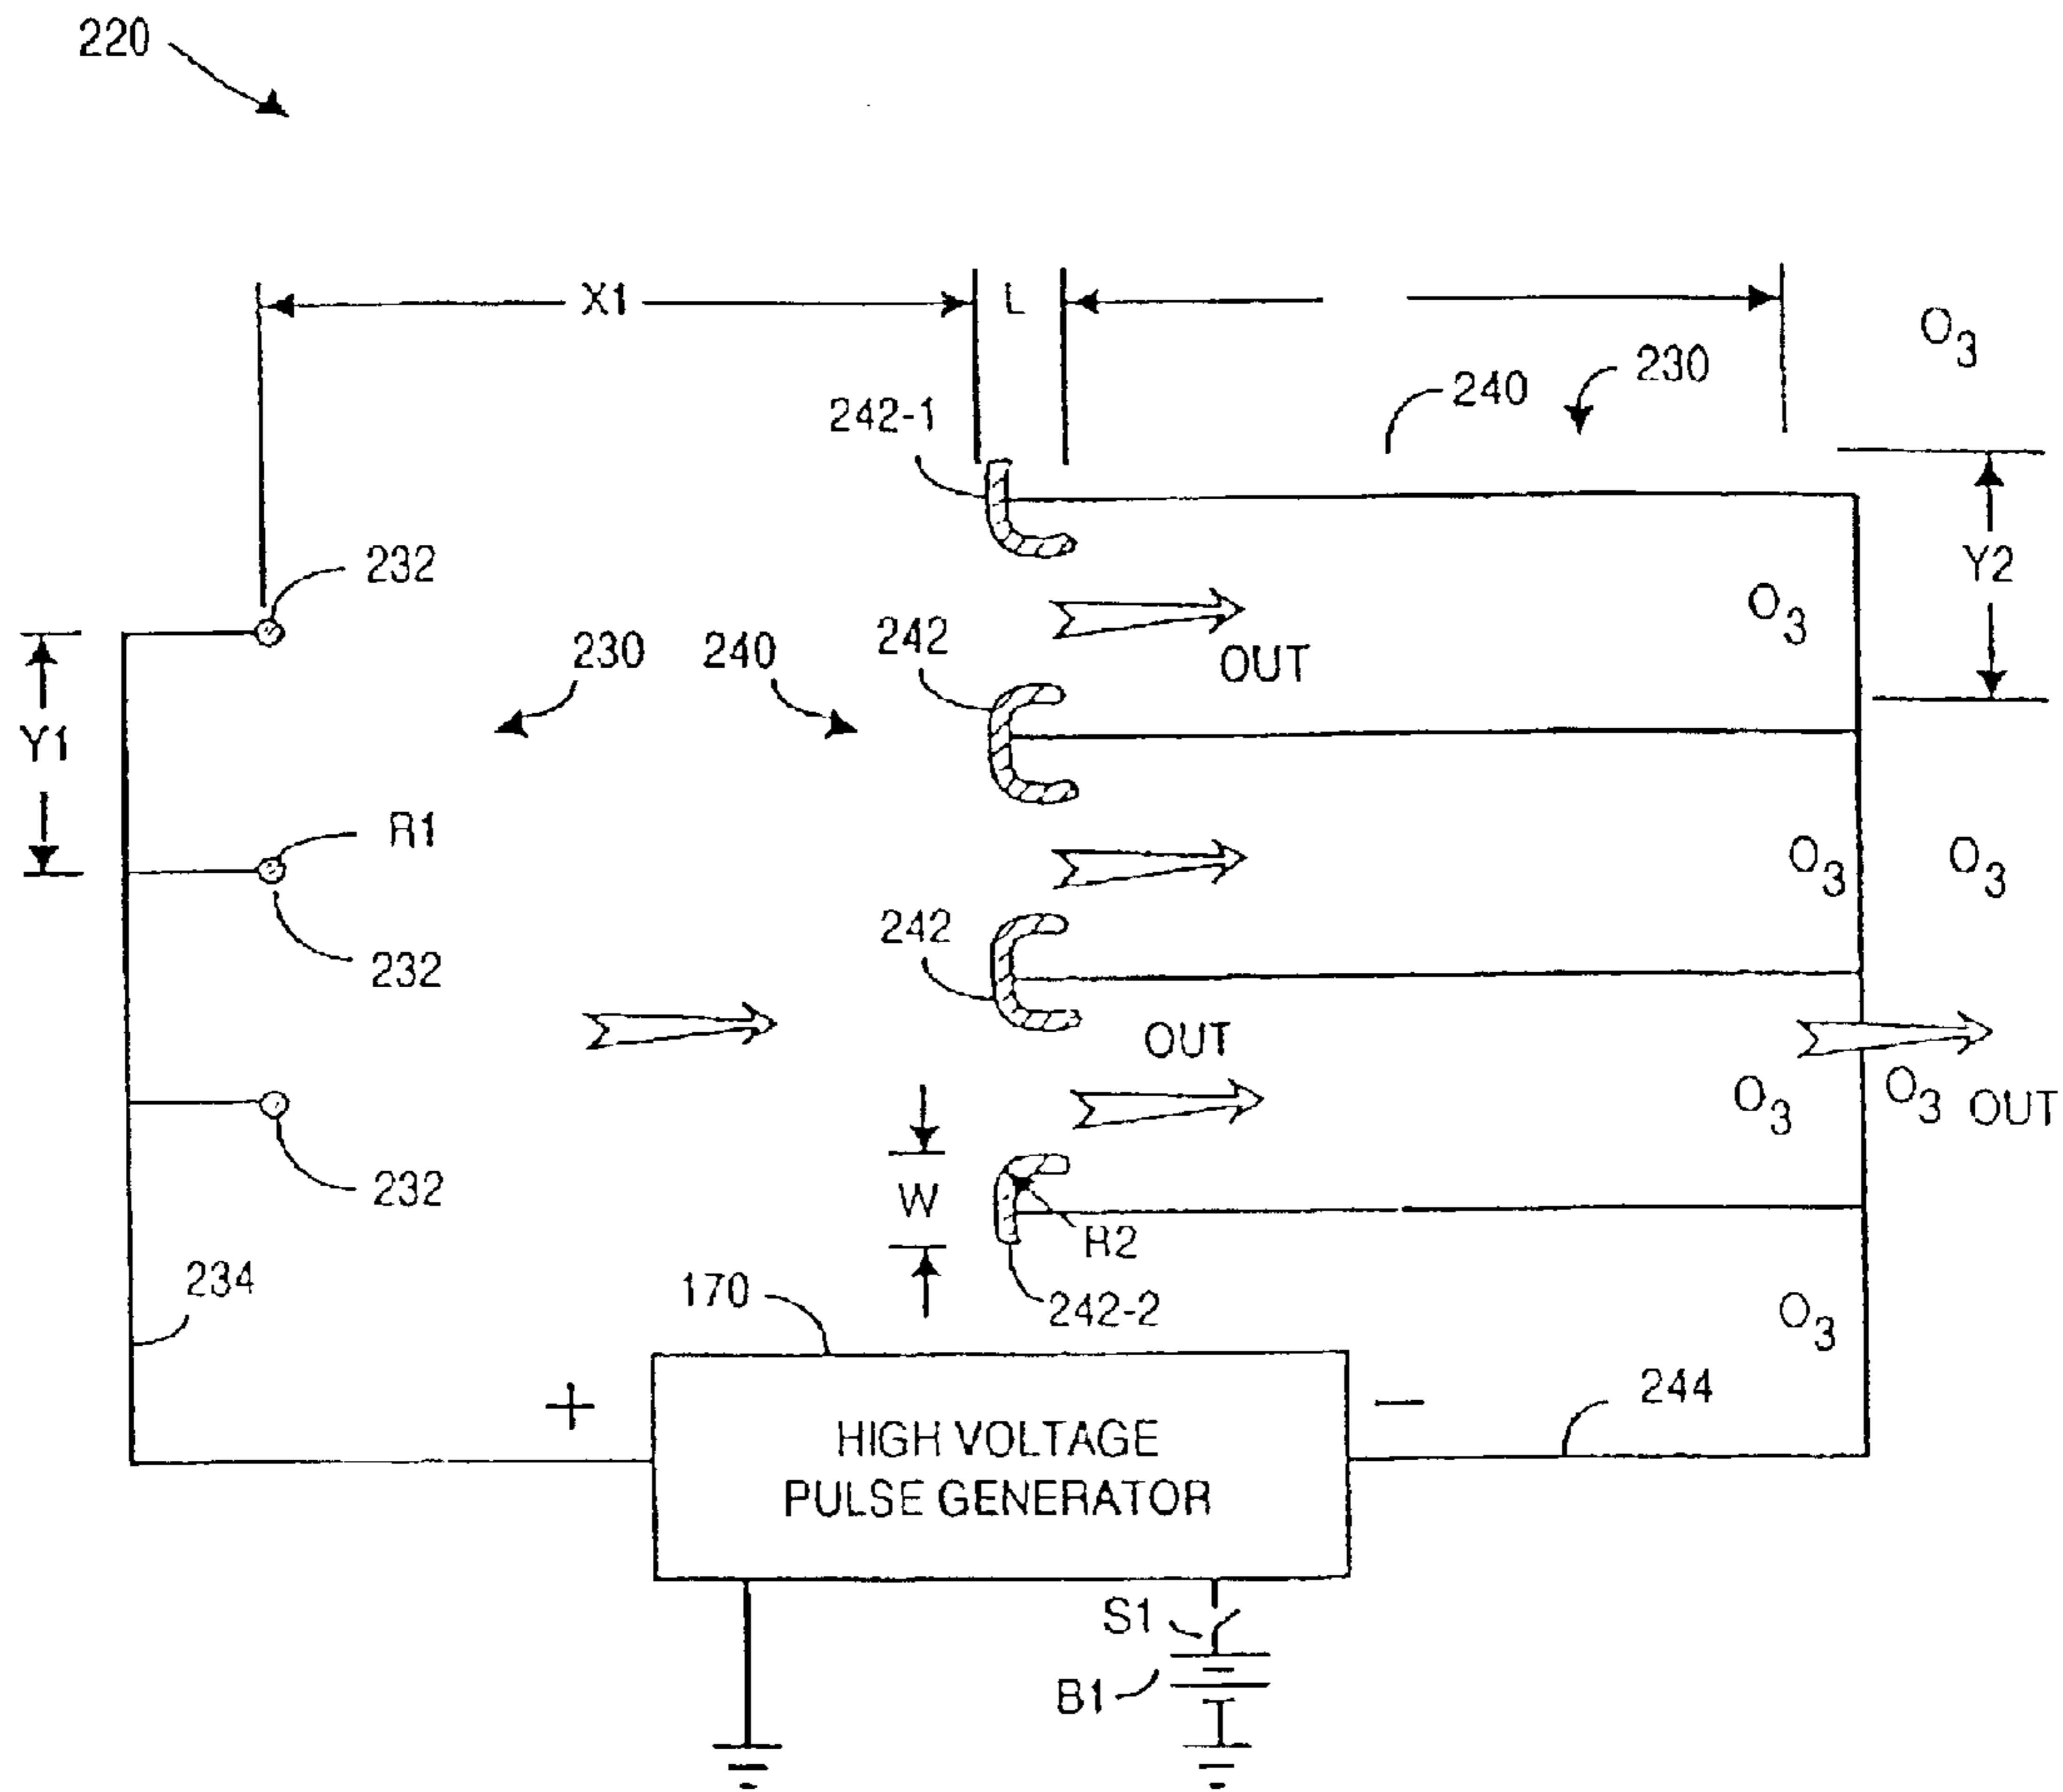 220
X1
L
O3
230
240
242-1
232
Y2
O3
230
240
242
OUT
Y1
R1
O3
O3
242
232
OUT
O3
O3
OUT
232
W
R2
234
170
242-2
O3
+
−
244
HIGH VOLTAGE
PULSE GENERATOR
S1
B1